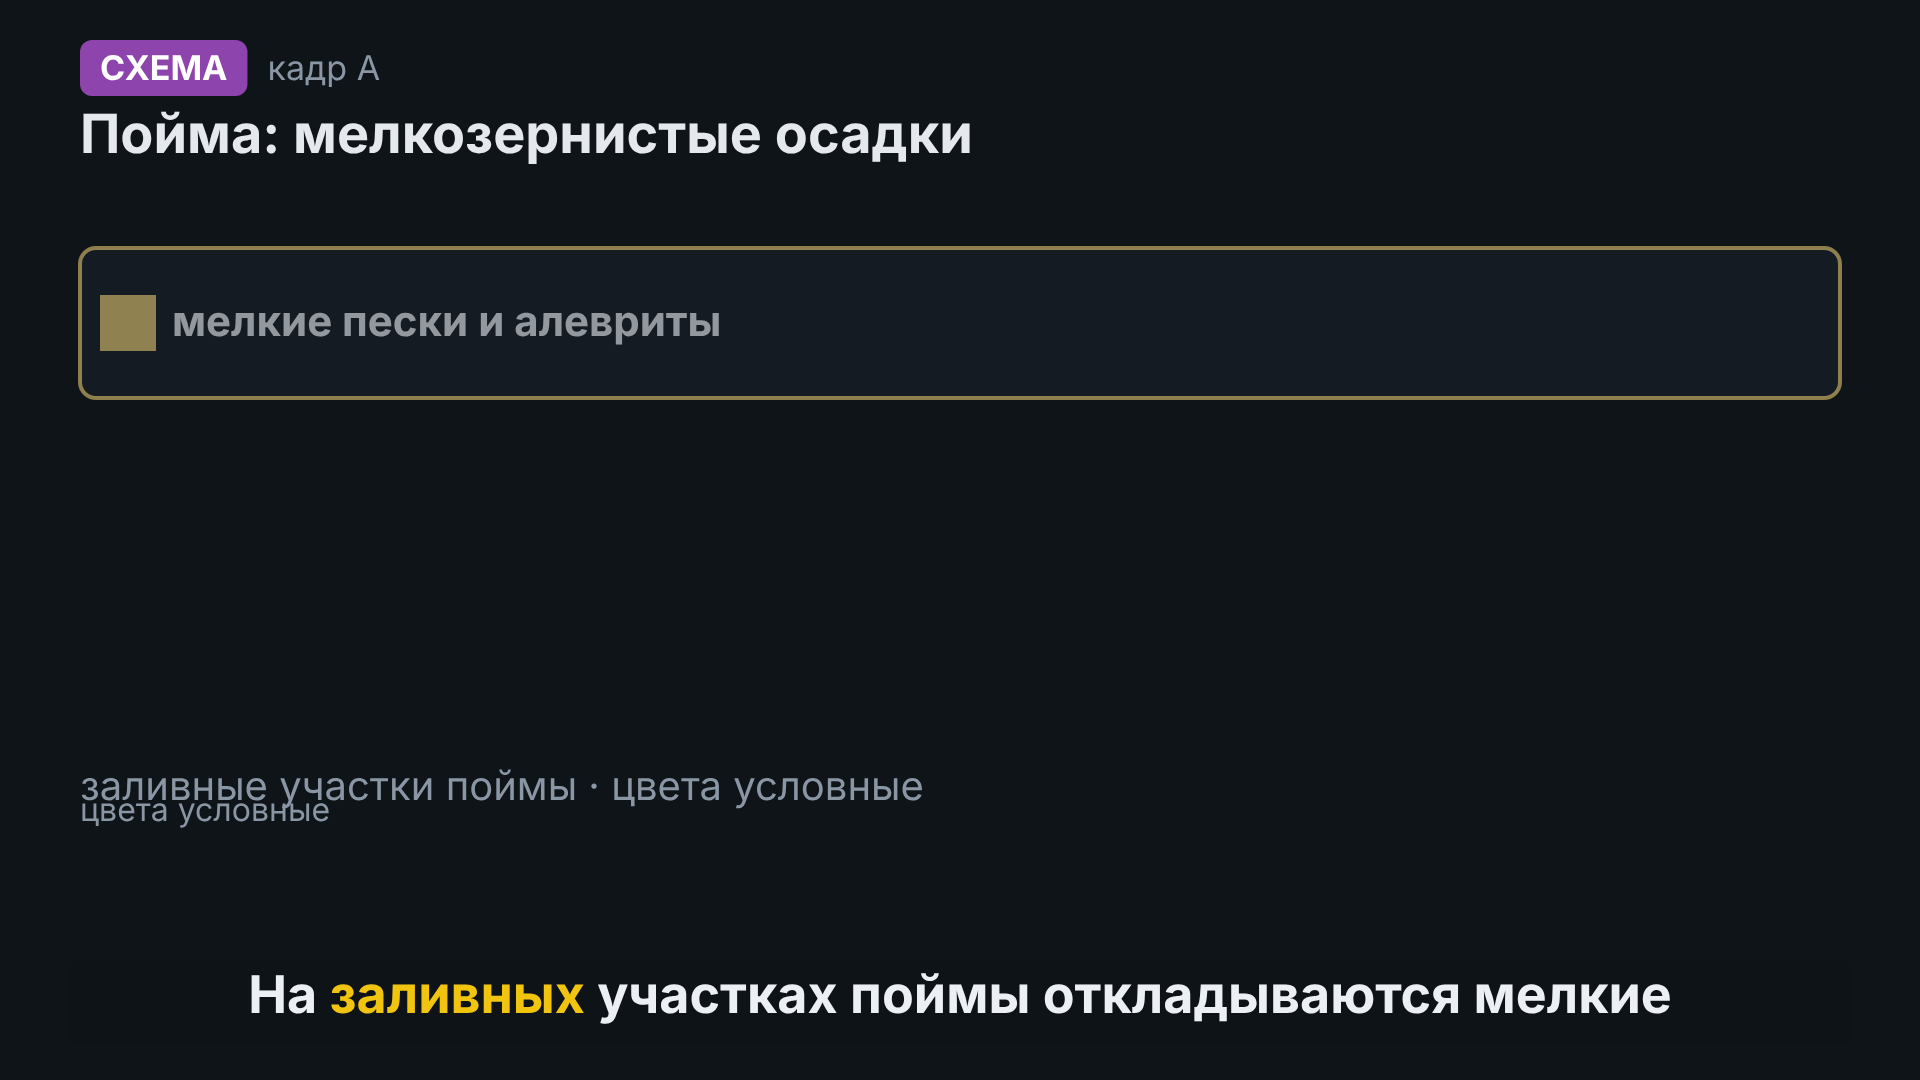 СХЕМА кадр А
Пойма: мелкозернистые осадки
мелкие пески и алевриты
заливные участки поймы · цвета условные
цвета условные
На заливных участках поймы откладываются мелкие